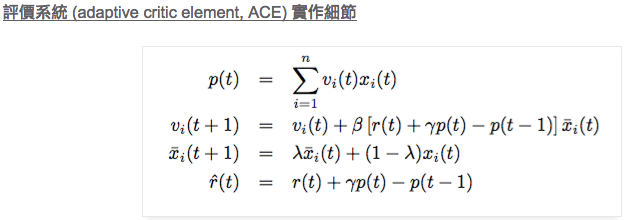 評價系統 (adaptive critic element, ACE) 實作細節
p(t) = ∑_{i=1}^{n} v_i(t)x_i(t)
v_i(t + 1) = v_i(t) + β [r(t) + γp(t) − p(t − 1)] x̄_i(t)
x̄_i(t + 1) = λx̄_i(t) + (1 − λ)x_i(t)
r̂(t) = r(t) + γp(t) − p(t − 1)